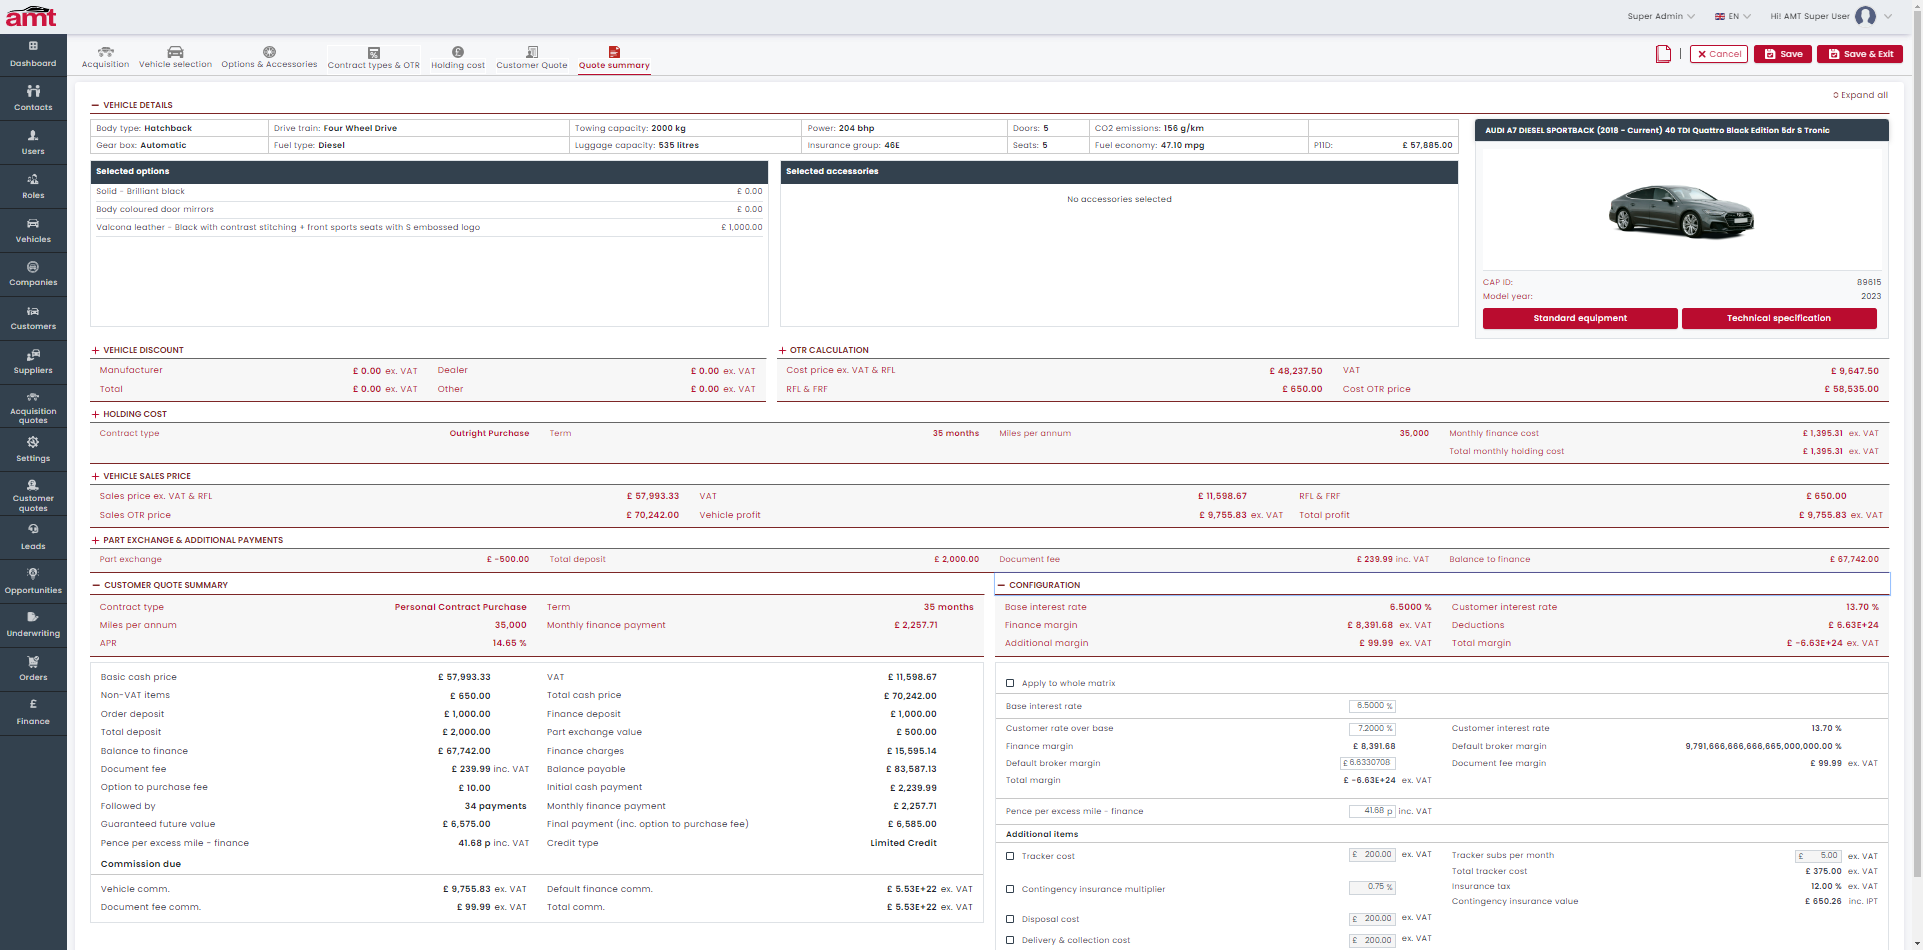 amt
Super Admin
EN
Hi! AMT Super User
Dashboard
Contacts
Users
Roles
Vehicles
Companies
Customers
Suppliers
Acquisition quotes
Settings
Customer quotes
Leads
Opportunities
Underwriting
Orders
£ Finance
Acquisition
Vehicle selection
Options & Accessories
Contract types & OTR
Holding cost
Customer Quote
Quote summary
Cancel
Save
Save & Exit
Expand all
VEHICLE DETAILS
Body type: Hatchback Drive train: Four Wheel Drive Towing capacity: 2000 kg Power: 204 bhp Doors: 5 CO2 emissions: 156 g/km
Gear box: Automatic Fuel type: Diesel Luggage capacity: 535 litres Insurance group: 46E Seats: 5 Fuel economy: 47.10 mpg P11D: £ 57,885.00
Selected options
Solid - Brilliant black £ 0.00
Body coloured door mirrors £ 0.00
Valcona leather - Black with contrast stitching + front sports seats with S embossed logo £ 1,000.00
Selected accessories
No accessories selected
AUDI A7 DIESEL SPORTBACK (2018 - Current) 40 TDI Quattro Black Edition 5dr S Tronic
CAP ID: 89615
Model year: 2023
Standard equipment
Technical specification
VEHICLE DISCOUNT
Manufacturer £ 0.00 ex. VAT Dealer £ 0.00 ex. VAT
Total £ 0.00 ex. VAT Other £ 0.00 ex. VAT
OTR CALCULATION
Cost price ex. VAT & RFL £ 48,237.50 VAT £ 9,647.50
RFL & FRF £ 650.00 Cost OTR price £ 58,535.00
HOLDING COST
Contract type Outright Purchase Term 35 months Miles per annum 35,000 Monthly finance cost £ 1,395.31 ex. VAT
Total monthly holding cost £ 1,395.31 ex. VAT
VEHICLE SALES PRICE
Sales price ex. VAT & RFL £ 57,993.33 VAT £ 11,598.67 RFL & FRF £ 650.00
Sales OTR price £ 70,242.00 Vehicle profit £ 9,755.83 ex. VAT Total profit £ 9,755.83 ex. VAT
PART EXCHANGE & ADDITIONAL PAYMENTS
Part exchange £ -500.00 Total deposit £ 2,000.00 Document fee £ 239.99 inc. VAT Balance to finance £ 67,742.00
CUSTOMER QUOTE SUMMARY
Contract type Personal Contract Purchase Term 35 months
Miles per annum 35,000 Monthly finance payment £ 2,257.71
APR 14.65 %
Basic cash price £ 57,993.33 VAT £ 11,598.67
Non-VAT items £ 650.00 Total cash price £ 70,242.00
Order deposit £ 1,000.00 Finance deposit £ 1,000.00
Total deposit £ 2,000.00 Part exchange value £ 500.00
Balance to finance £ 67,742.00 Finance charges £ 15,595.14
Document fee £ 239.99 inc. VAT Balance payable £ 83,587.13
Option to purchase fee £ 10.00 Initial cash payment £ 2,239.99
Followed by 34 payments Monthly finance payment £ 2,257.71
Guaranteed future value £ 6,575.00 Final payment (inc. option to purchase fee) £ 6,585.00
Pence per excess mile - finance 41.68 p inc. VAT Credit type Limited Credit
Commission due
Vehicle comm. £ 9,755.83 ex. VAT Default finance comm. £ 5.53E+22 ex. VAT
Document fee comm. £ 99.99 ex. VAT Total comm. £ 5.53E+22 ex. VAT
CONFIGURATION
Base interest rate 6.5000 % Customer interest rate 13.70 %
Finance margin £ 8,391.68 ex. VAT Deductions £ 6.63E+24
Additional margin £ 99.99 ex. VAT Total margin £ -6.63E+24 ex. VAT
Apply to whole matrix
Base interest rate 6.5000 %
Customer rate over base 7.2000 % Customer interest rate 13.70 %
Finance margin £ 8,391.68 Default broker margin 9,791,666,666,666,665,000,000.00 %
Default broker margin £ 6.6330708 Document fee margin £ 99.99 ex. VAT
Total margin £ -6.63E+24 ex. VAT
Pence per excess mile - finance 41.68 p inc. VAT
Additional items
Tracker cost £ 200.00 ex. VAT Tracker subs per month £ 5.00 ex. VAT
Total tracker cost £ 375.00 ex. VAT
Contingency insurance multiplier 0.75 % Insurance tax 12.00 % ex. VAT
Contingency insurance value £ 650.26 inc. IPT
Disposal cost £ 200.00 ex. VAT
Delivery & collection cost £ 200.00 ex. VAT